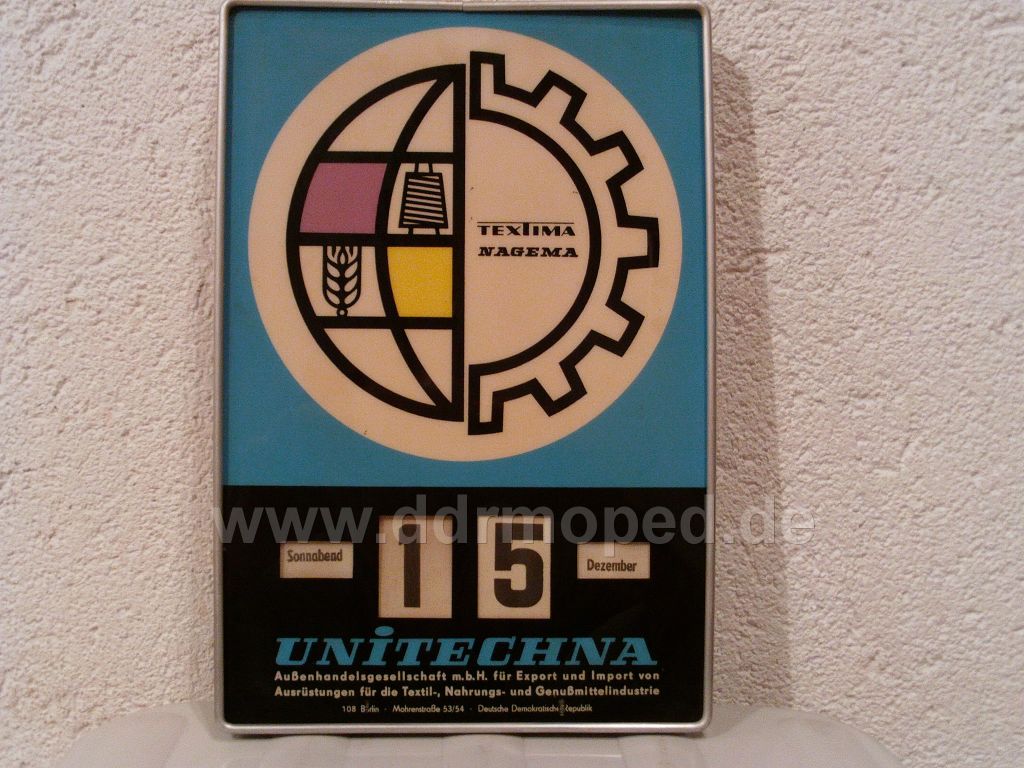 TEXTIMA
NAGEMA
www.ddrmoped.de
Sonnabend 15 Dezember
UNITECHNA
Außenhandelsgesellschaft m.b.H. für Export und Import von
Ausrüstungen für die Textil-, Nahrungs- und Genußmittelindustrie
108 Berlin · Mohrenstraße 53/54 · Deutsche Demokratische Republik